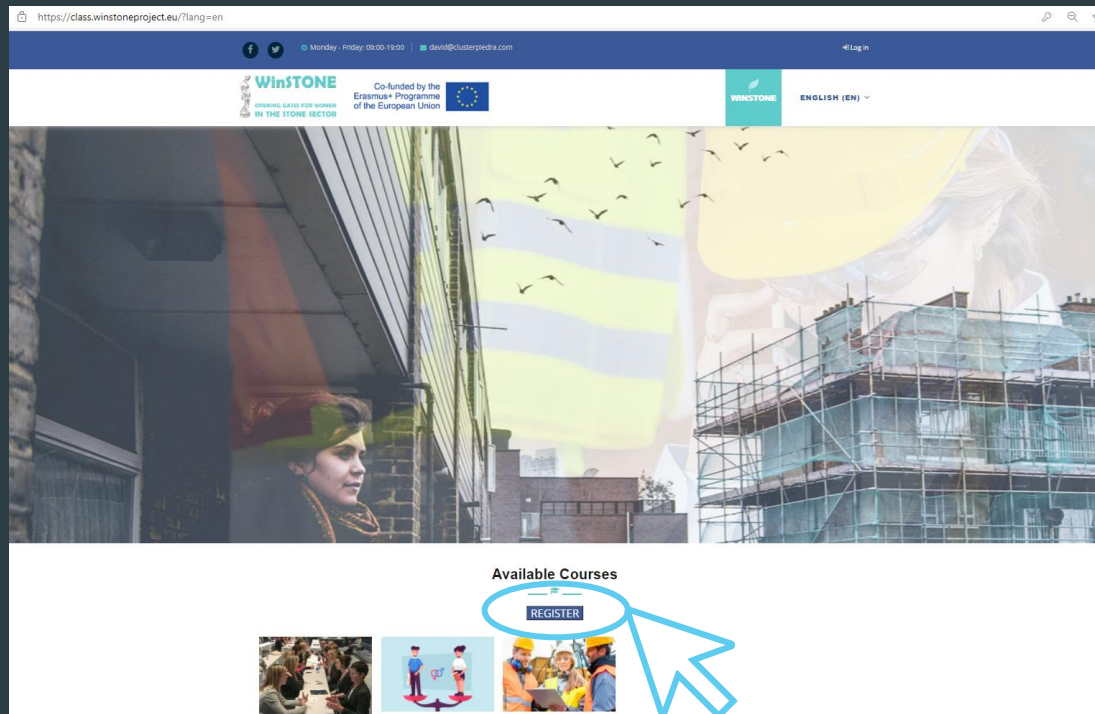 https://class.winstoneproject.eu/?lang=en
Monday - Friday: 09:00-19:00 | david@clusterpiedra.com
Log in
WinSTONE
OPENING GATES FOR WOMEN
IN THE STONE SECTOR
Co-funded by the
Erasmus+ Programme
of the European Union
WINSTONE
ENGLISH (EN)
Available Courses
REGISTER